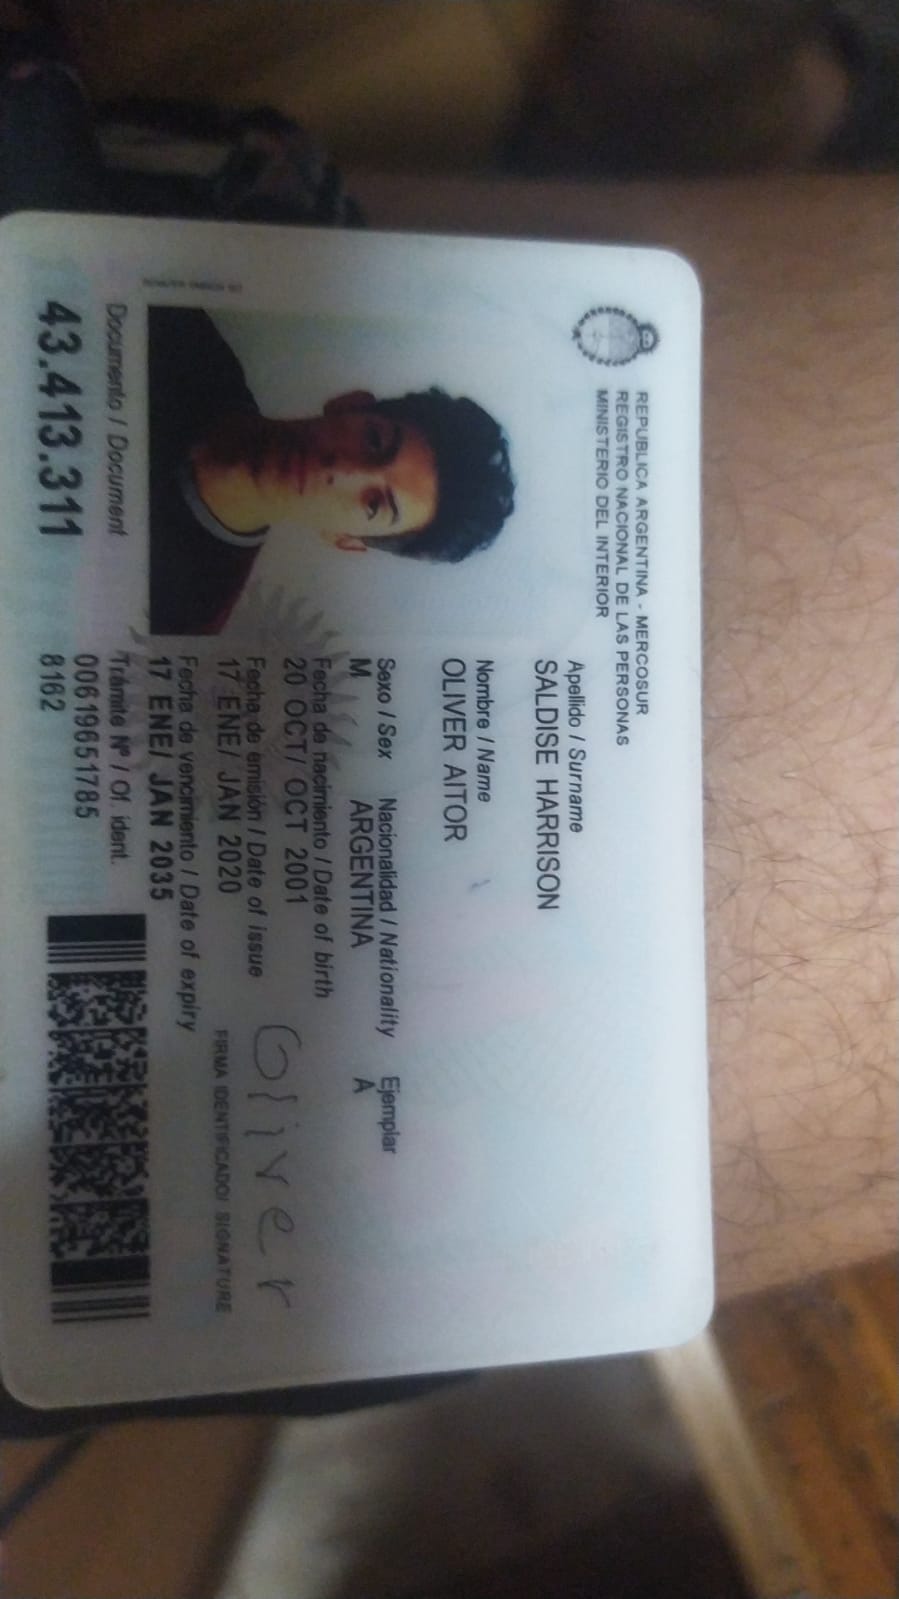 REPUBLICA ARGENTINA - MERCOSUR
REGISTRO NACIONAL DE LAS PERSONAS
MINISTERIO DEL INTERIOR
Apellido / Surname
SALDISE HARRISON
Nombre / Name
OLIVER AITOR
Sexo / Sex Nacionalidad / Nationality Ejemplar
M ARGENTINA A
Fecha de nacimiento / Date of birth
20 OCT/ OCT 2001
Fecha de emisión / Date of issue
17 ENE/ JAN 2020
Fecha de vencimiento / Date of expiry
17 ENE/ JAN 2035
Oliver
FIRMA IDENTIFICADO/ SIGNATURE
Documento / Document
43.413.311
Trámite Nº / Of. ident.
00619651785
8162